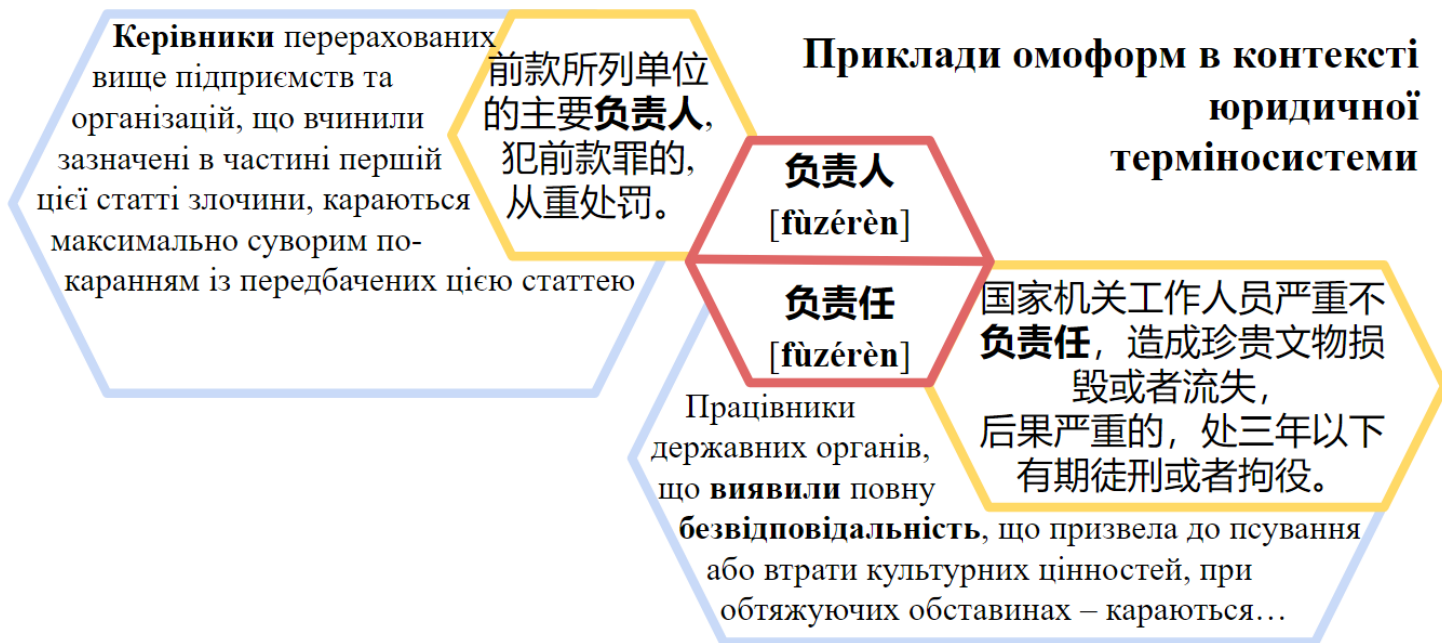 Приклади омоформ в контексті
юридичної
терміносистеми
Керівники перерахованих
вище підприємств та
організацій, що вчинили
зазначені в частині першій
цієї статті злочини, караються
максимально суворим по-
каранням із передбачених цією статтею
前款所列单位
的主要负责人,
犯前款罪的,
从重处罚。
负责人
[fùzérèn]
负责任
[fùzérèn]
国家机关工作人员严重不
负责任，造成珍贵文物损
毁或者流失，
后果严重的，处三年以下
有期徒刑或者拘役。
Працівники
державних органів,
що виявили повну
безвідповідальність, що призвела до псування
або втрати культурних цінностей, при
обтяжуючих обставинах – караються…